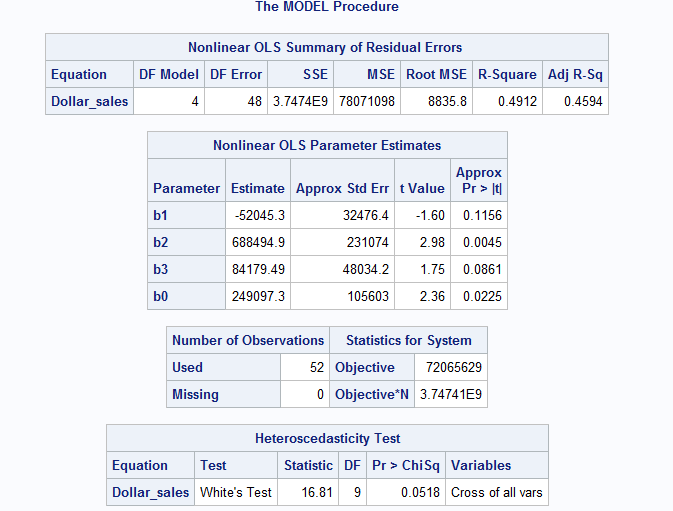 The MODEL Procedure
Nonlinear OLS Summary of Residual Errors
Equation DF Model DF Error SSE MSE Root MSE R-Square Adj R-Sq
Dollar_sales 4 48 3.7474E9 78071098 8835.8 0.4912 0.4594
Nonlinear OLS Parameter Estimates
Parameter Estimate Approx Std Err t Value Approx Pr > |t|
b1 -52045.3 32476.4 -1.60 0.1156
b2 688494.9 231074 2.98 0.0045
b3 84179.49 48034.2 1.75 0.0861
b0 249097.3 105603 2.36 0.0225
Number of Observations Statistics for System
Used 52 Objective 72065629
Missing 0 Objective*N 3.74741E9
Heteroscedasticity Test
Equation Test Statistic DF Pr > ChiSq Variables
Dollar_sales White's Test 16.81 9 0.0518 Cross of all vars